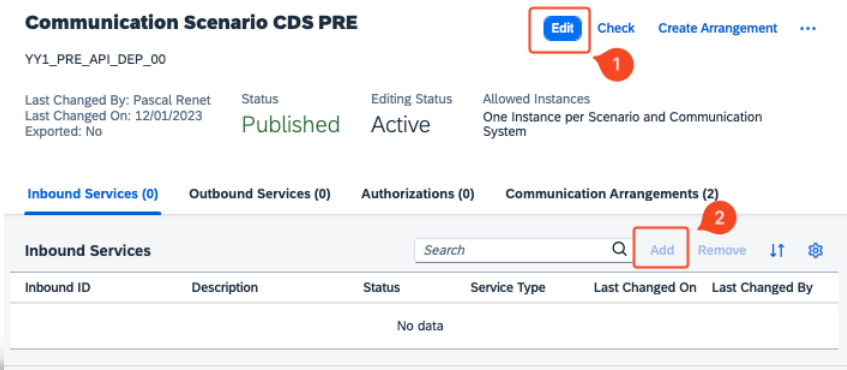 Communication Scenario CDS PRE
Edit
Check
Create Arrangement
1
YY1_PRE_API_DEP_00
Last Changed By: Pascal Renet
Last Changed On: 12/01/2023
Exported: No
Status
Published
Editing Status
Active
Allowed Instances
One Instance per Scenario and Communication
System
Inbound Services (0)
Outbound Services (0)
Authorizations (0)
Communication Arrangements (2)
2
Inbound Services
Search
Add
Remove
Inbound ID
Description
Status
Service Type
Last Changed On
Last Changed By
No data